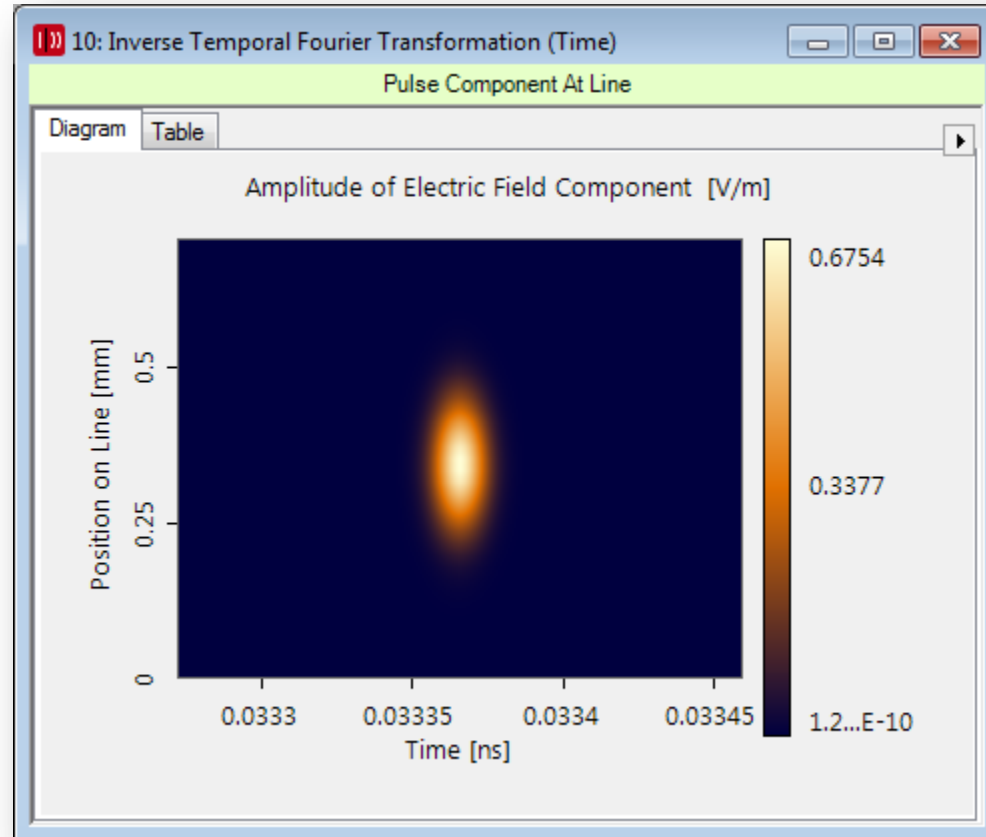 10: Inverse Temporal Fourier Transformation (Time)
Pulse Component At Line
Diagram Table
Amplitude of Electric Field Component [V/m]
0.6754
0.3377
1.2...E-10
Position on Line [mm]
0.5
0.25
0
0.0333 0.03335 0.0334 0.03345
Time [ns]